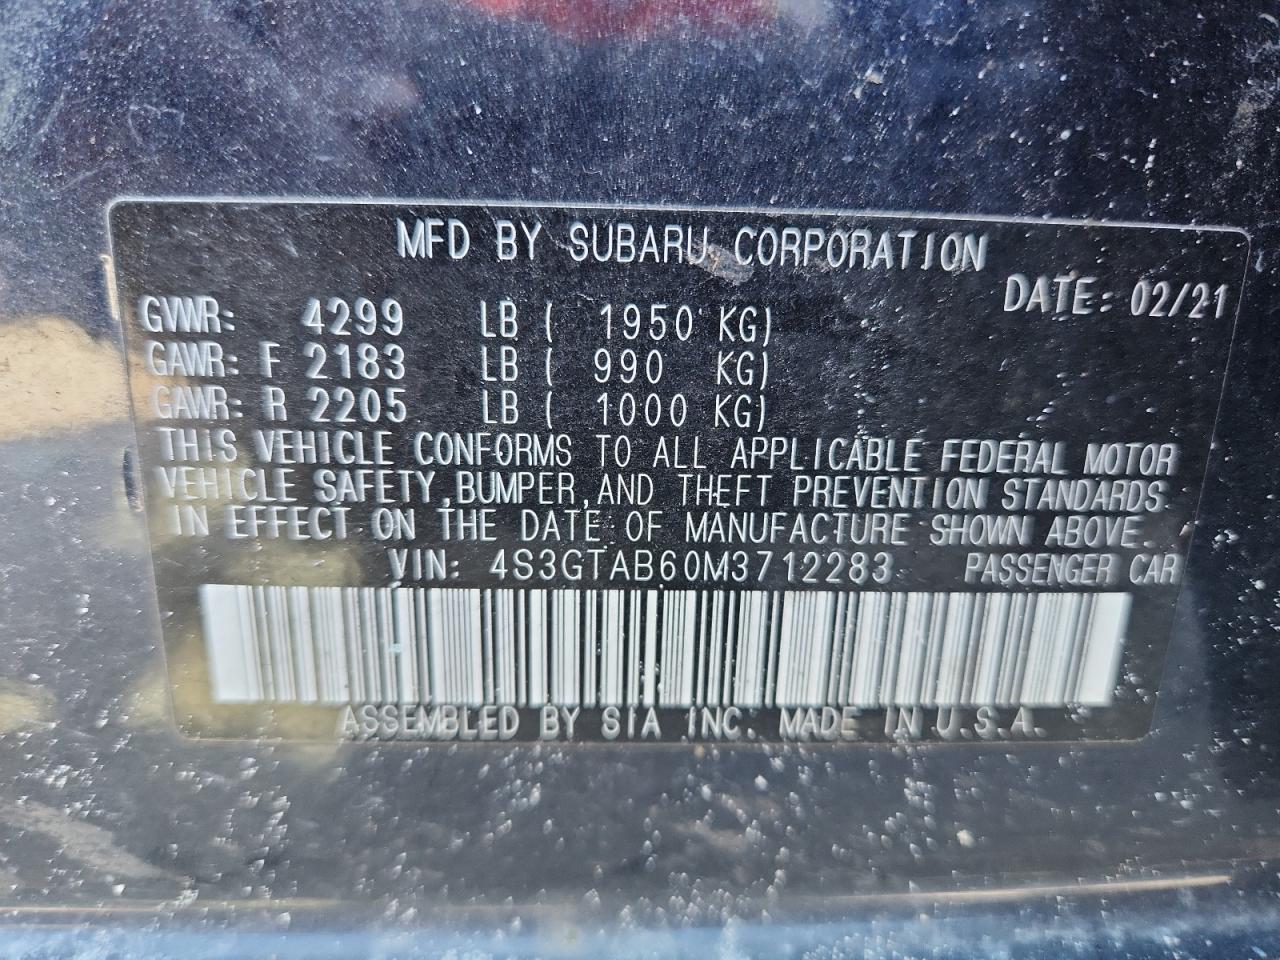 MFD BY SUBARU CORPORATION
DATE: 02/21
GVWR: 4299 LB ( 1950 KG)
GAWR: F 2183 LB ( 990 KG)
GAWR: R 2205 LB ( 1000 KG)
THIS VEHICLE CONFORMS TO ALL APPLICABLE FEDERAL MOTOR
VEHICLE SAFETY, BUMPER, AND THEFT PREVENTION STANDARDS
IN EFFECT ON THE DATE OF MANUFACTURE SHOWN ABOVE.
VIN: 4S3GTAB60M3712283 PASSENGER CAR
ASSEMBLED BY SIA INC. MADE IN U.S.A.